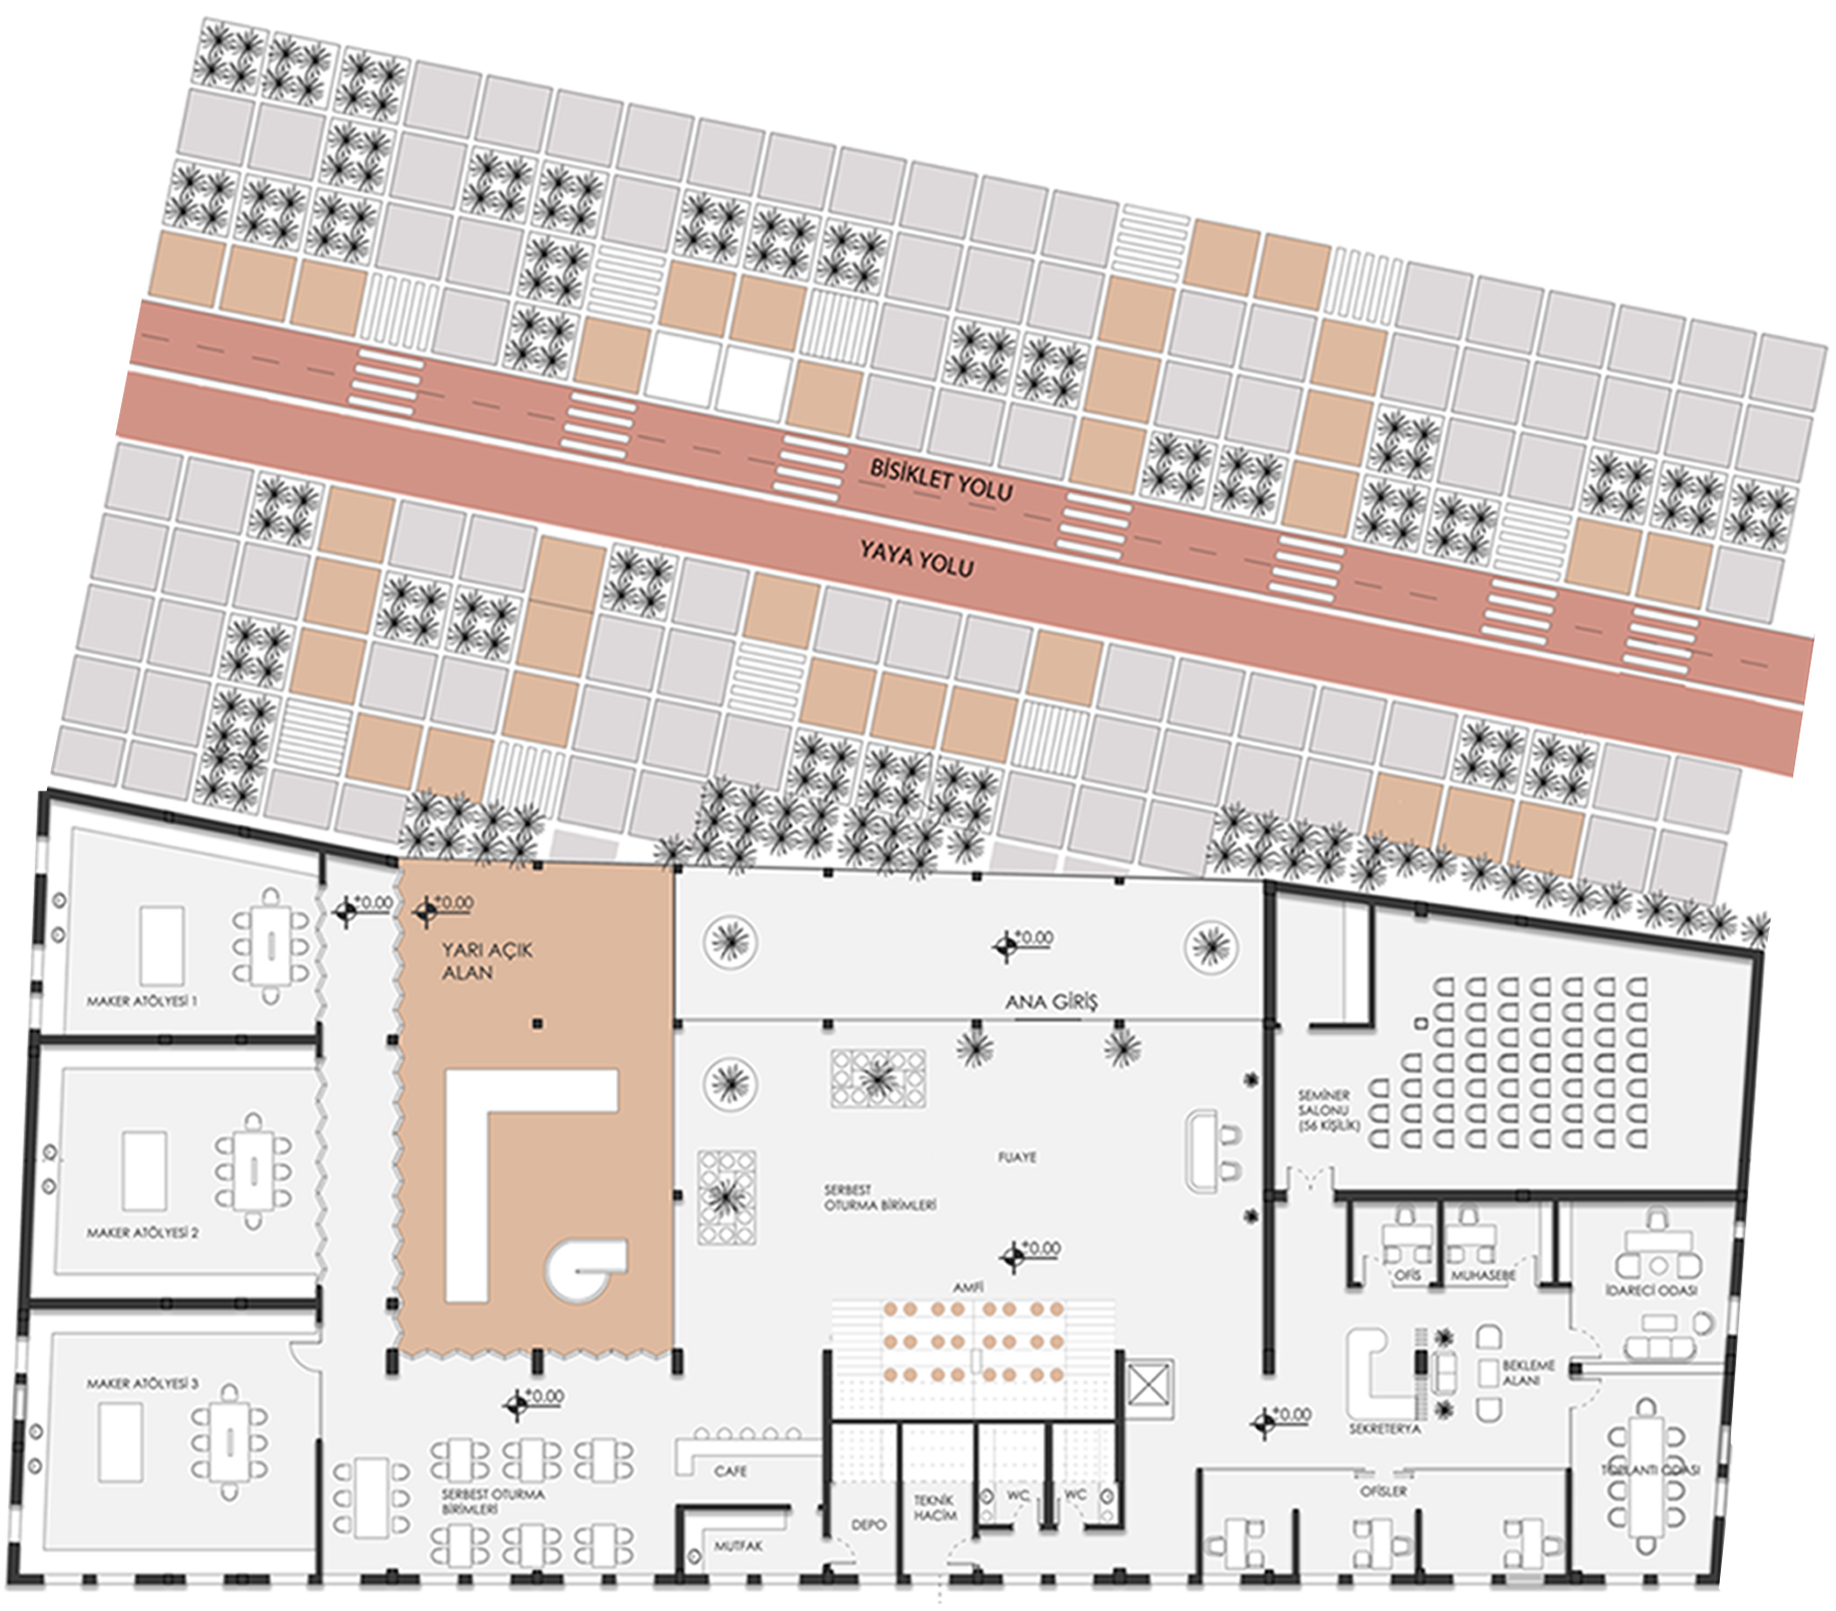 BİSİKLET YOLU
YAYA YOLU
+0.00
+0.00
YARI AÇIK
ALAN
+0.00
ANA GİRİŞ
MAKER ATÖLYESİ 1
SEMİNER
SALONU
(56 KİŞİLİK)
FUAYE
SERBEST
OTURMA BİRİMLERİ
MAKER ATÖLYESİ 2
+0.00
AMFİ
OFİS
MUHASEBE
İDARECİ ODASI
MAKER ATÖLYESİ 3
BEKLEME
ALANI
+0.00
+0.00
SEKRETERYA
CAFE
TOPLANTI ODASI
SERBEST OTURMA
BİRİMLERİ
OFİSLER
WC
WC
TEKNİK
HACİM
DEPO
MUTFAK